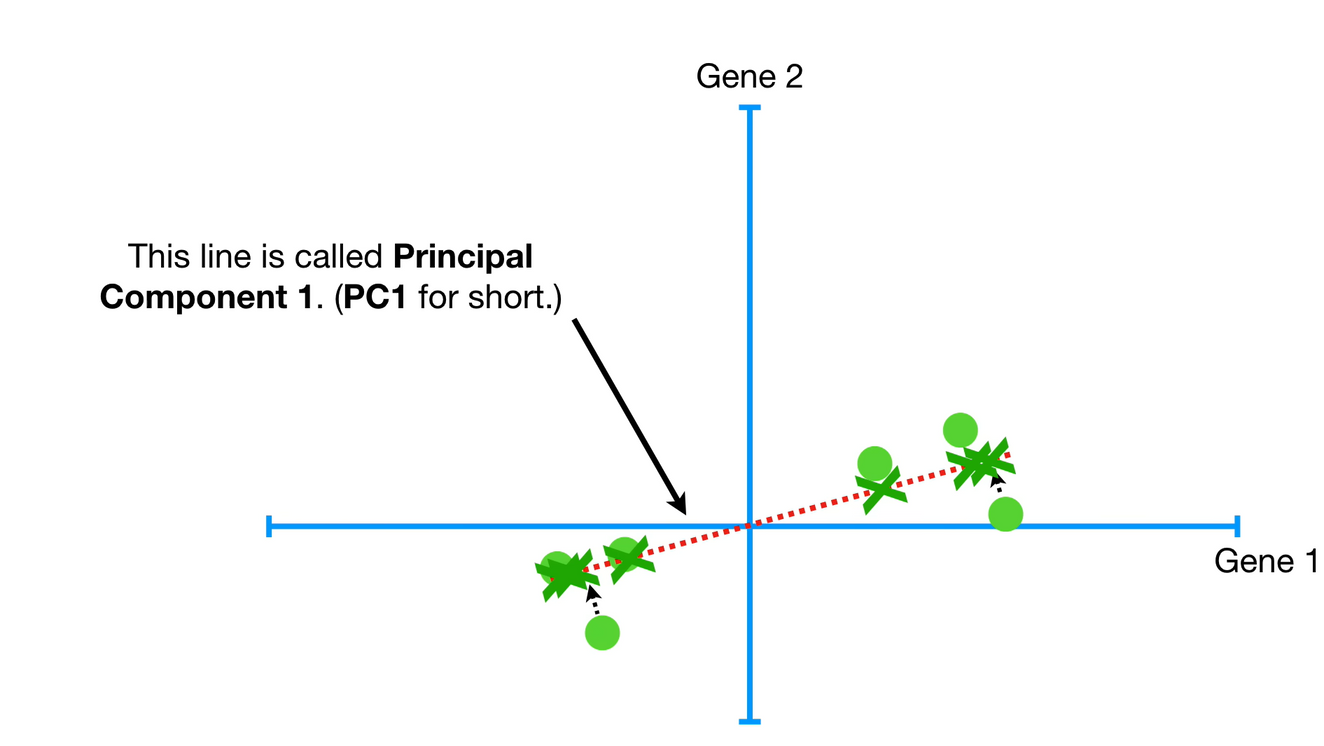 Gene 2
This line is called Principal
Component 1. (PC1 for short.)
Gene 1